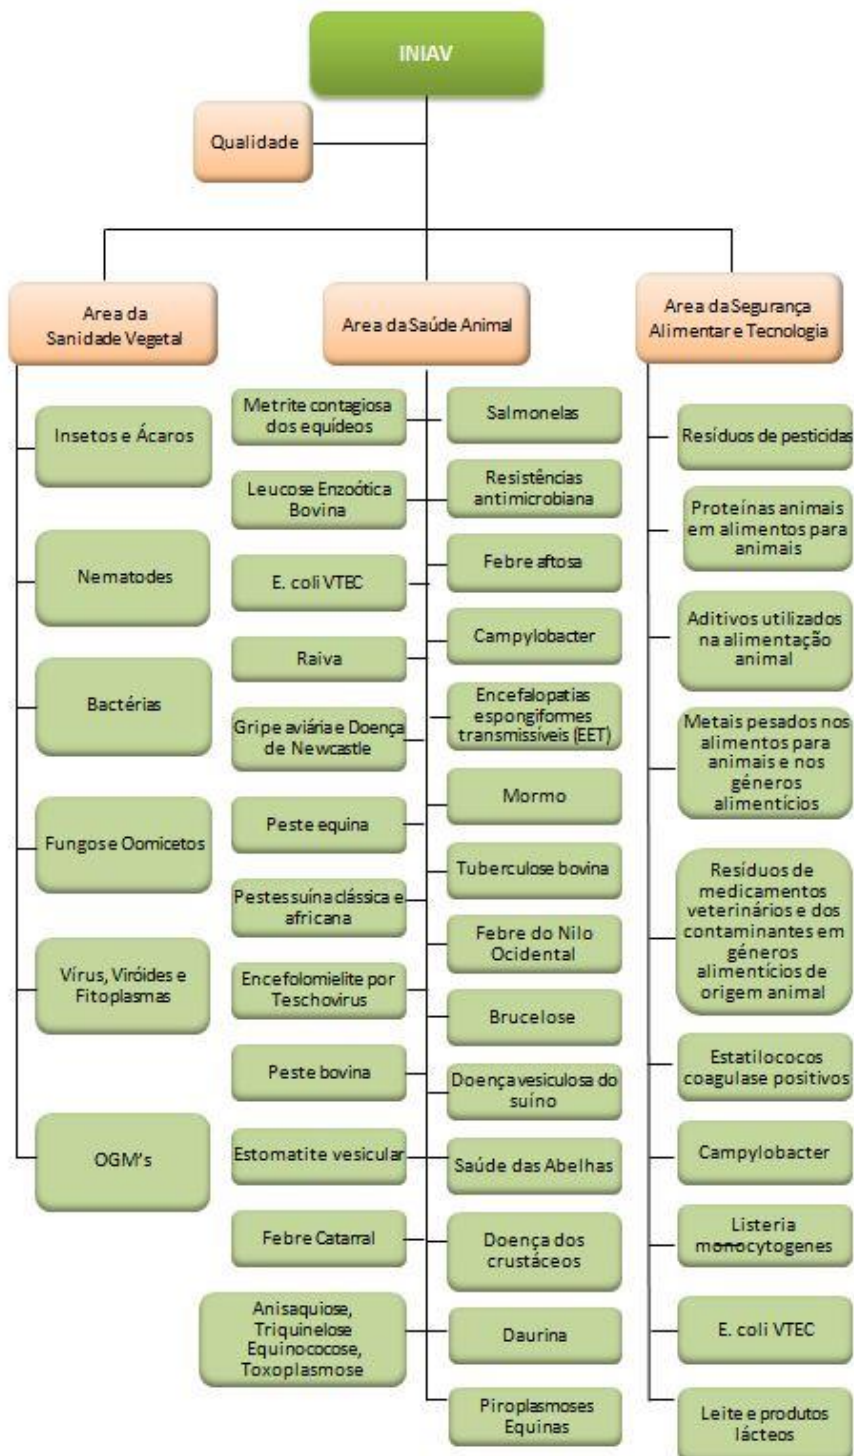 INIAV
Qualidade
Area da
Sanidade Vegetal
Insetos e Ácaros
Nematodes
Bactérias
Fungos e Oomicetos
Vírus, Viróides e
Fitoplasmas
OGM's
Area da Saúde Animal
Metrite contagiosa
dos equídeos
Leucose Enzoótica
Bovina
E. coli VTEC
Raiva
Gripe aviária e Doença
de Newcastle
Peste equina
Pestes suína clássica e
africana
Encefolomielite por
Teschovirus
Peste bovina
Estomatite vesicular
Febre Catarral
Anisaquiose,
Triquinelose
Equinococose,
Toxoplasmose
Salmonelas
Resistências
antimicrobiana
Febre aftosa
Campylobacter
Encefalopatias
espongiformes
transmissíveis (EET)
Mormo
Tuberculose bovina
Febre do Nilo
Ocidental
Brucelose
Doença vesiculosa do
suíno
Saúde das Abelhas
Doença dos
crustáceos
Daurina
Piroplasmoses
Equinas
Area da Segurança
Alimentar e Tecnologia
Resíduos de pesticidas
Proteínas animais
em alimentos para
animais
Aditivos utilizados
na alimentação
animal
Metais pesados nos
alimentos para
animais e nos
géneros
alimentícios
Resíduos de
medicamentos
veterinários e dos
contaminantes em
géneros
alimentícios de
origem animal
Estatilococos
coagulase positivos
Campylobacter
Listeria
monocytogenes
E. coli VTEC
Leite e produtos
lácteos